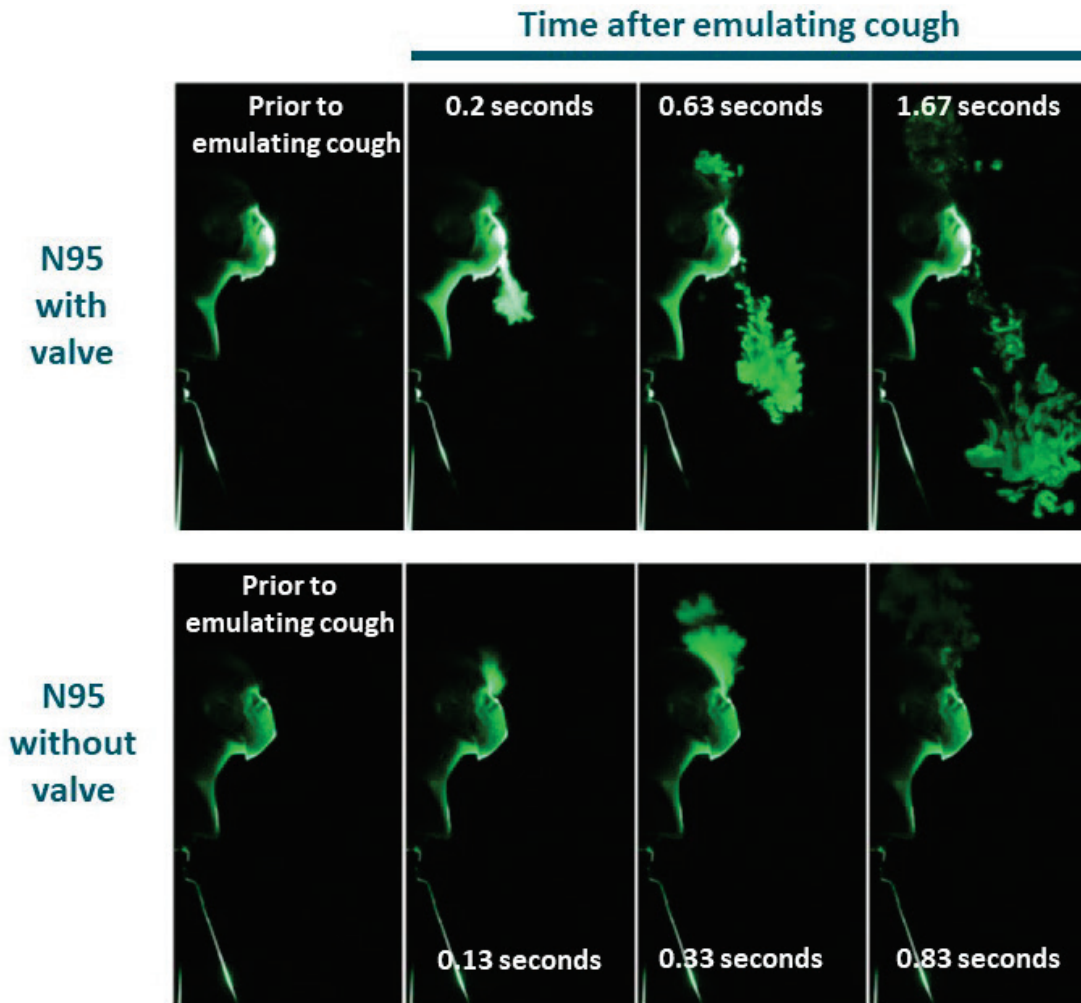 Time after emulating cough
Prior to
emulating cough
0.2 seconds
0.63 seconds
1.67 seconds
N95
with
valve
Prior to
emulating cough
N95
without
valve
0.13 seconds
0.33 seconds
0.83 seconds